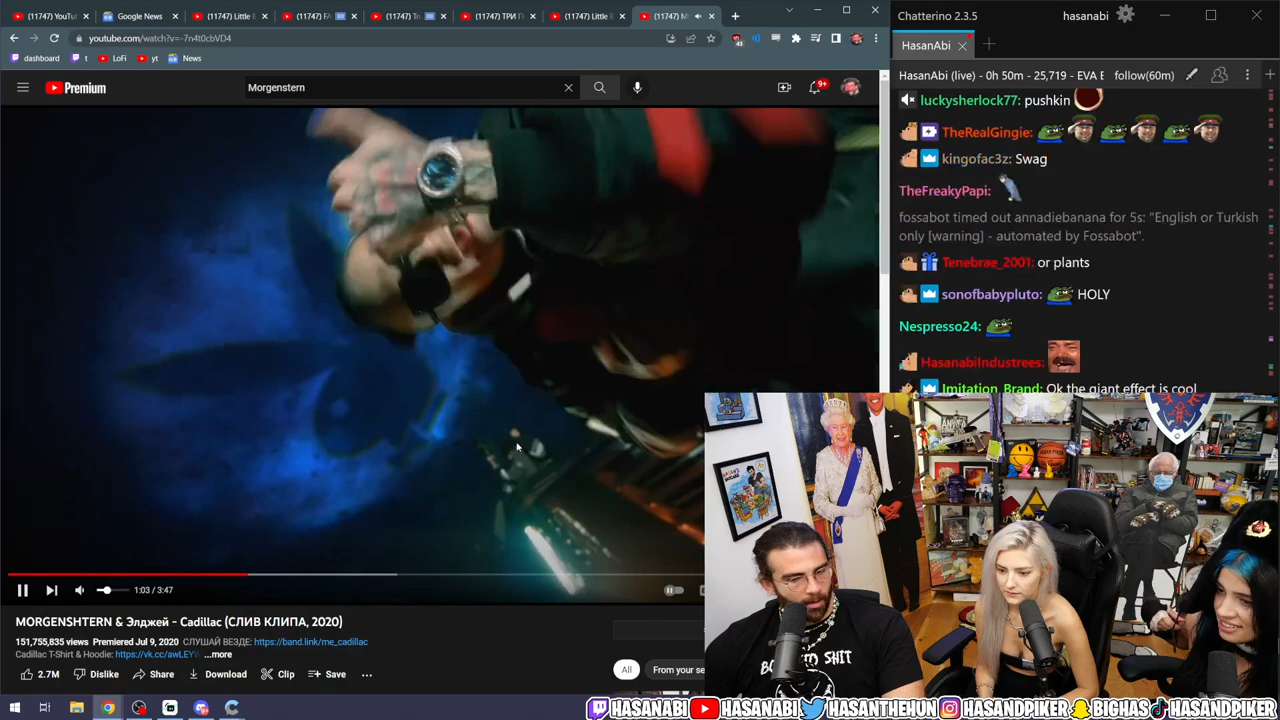 (11747) YouTu
Google News
(11747) Little E
(11747) FA
(11747) Tr
(11747) ТРИ П
(11747) Little E
(11747) M
youtube.com/watch?v=-7n4t0cbVD4
dashboard
t
LoFi
yt
News
Premium
Morgenstern
9+
1:03 / 3:47
MORGENSHTERN & Элджей - Cadillac (СЛИВ КЛИПА, 2020)
151,755,835 views Premiered Jul 9, 2020 СЛУШАЙ ВЕЗДЕ: https://band.link/me_cadillac
Cadillac T-Shirt & Hoodie: https://vk.cc/awLEY ...more
2.7M
Dislike
Share
Download
Clip
Save
All
From your se
Chatterino 2.3.5
hasanabi
HasanAbi
HasanAbi (live) - 0h 50m - 25,719 - EVA E
follow(60m)
luckysherlock77: pushkin
TheRealGingie:
kingofac3z: Swag
TheFreakyPapi:
fossabot timed out annadiebanana for 5s: "English or Turkish
only [warning] - automated by Fossabot".
Tenebrae_2001: or plants
sonofbabypluto: HOLY
Nespresso24:
HasanabiIndustrees:
Imitation_Brand: Ok the giant effect is cool
HASANABI
HASANABI
HASANTHEHUN
HASANDPIKER
BIGHAS
HASANDPIKER